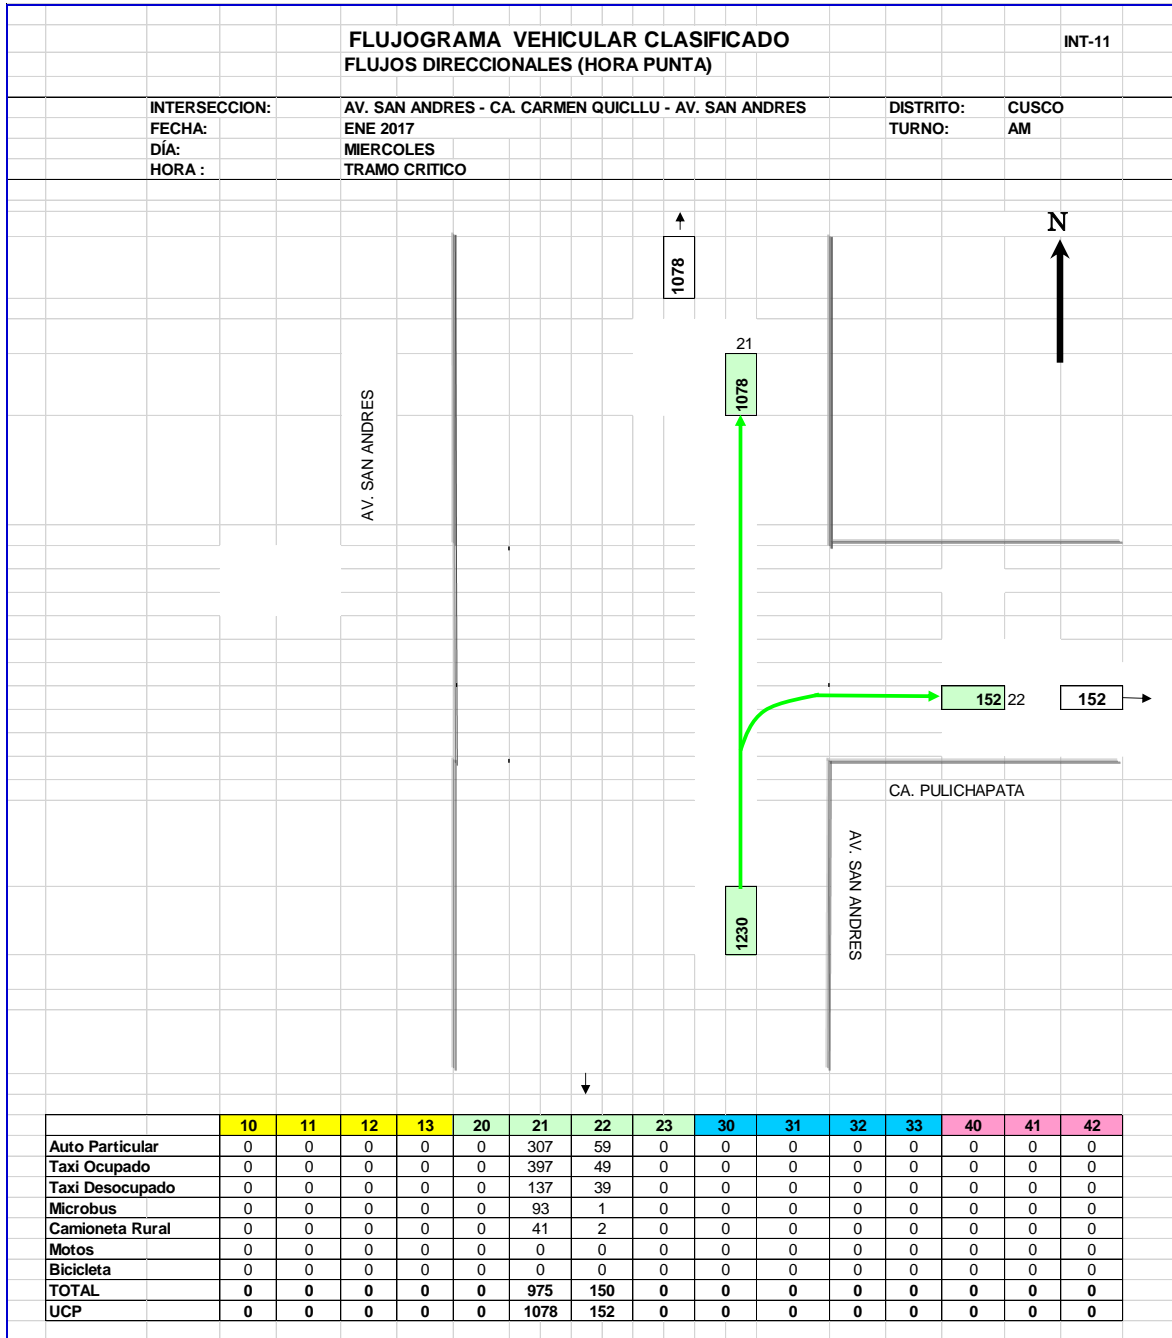 FLUJOGRAMA VEHICULAR CLASIFICADO
INT-11
FLUJOS DIRECCIONALES (HORA PUNTA)
INTERSECCION: AV. SAN ANDRES - CA. CARMEN QUICLLU - AV. SAN ANDRES DISTRITO: CUSCO
FECHA: ENE 2017 TURNO: AM
DÍA: MIERCOLES
HORA : TRAMO CRITICO
N
1078
21
1078
AV. SAN ANDRES
152 22 152
CA. PULICHAPATA
AV. SAN ANDRES
1230
10 11 12 13 20 21 22 23 30 31 32 33 40 41 42
Auto Particular 0 0 0 0 0 307 59 0 0 0 0 0 0 0 0
Taxi Ocupado 0 0 0 0 0 397 49 0 0 0 0 0 0 0 0
Taxi Desocupado 0 0 0 0 0 137 39 0 0 0 0 0 0 0 0
Microbus 0 0 0 0 0 93 1 0 0 0 0 0 0 0 0
Camioneta Rural 0 0 0 0 0 41 2 0 0 0 0 0 0 0 0
Motos 0 0 0 0 0 0 0 0 0 0 0 0 0 0 0
Bicicleta 0 0 0 0 0 0 0 0 0 0 0 0 0 0 0
TOTAL 0 0 0 0 0 975 150 0 0 0 0 0 0 0 0
UCP 0 0 0 0 0 1078 152 0 0 0 0 0 0 0 0